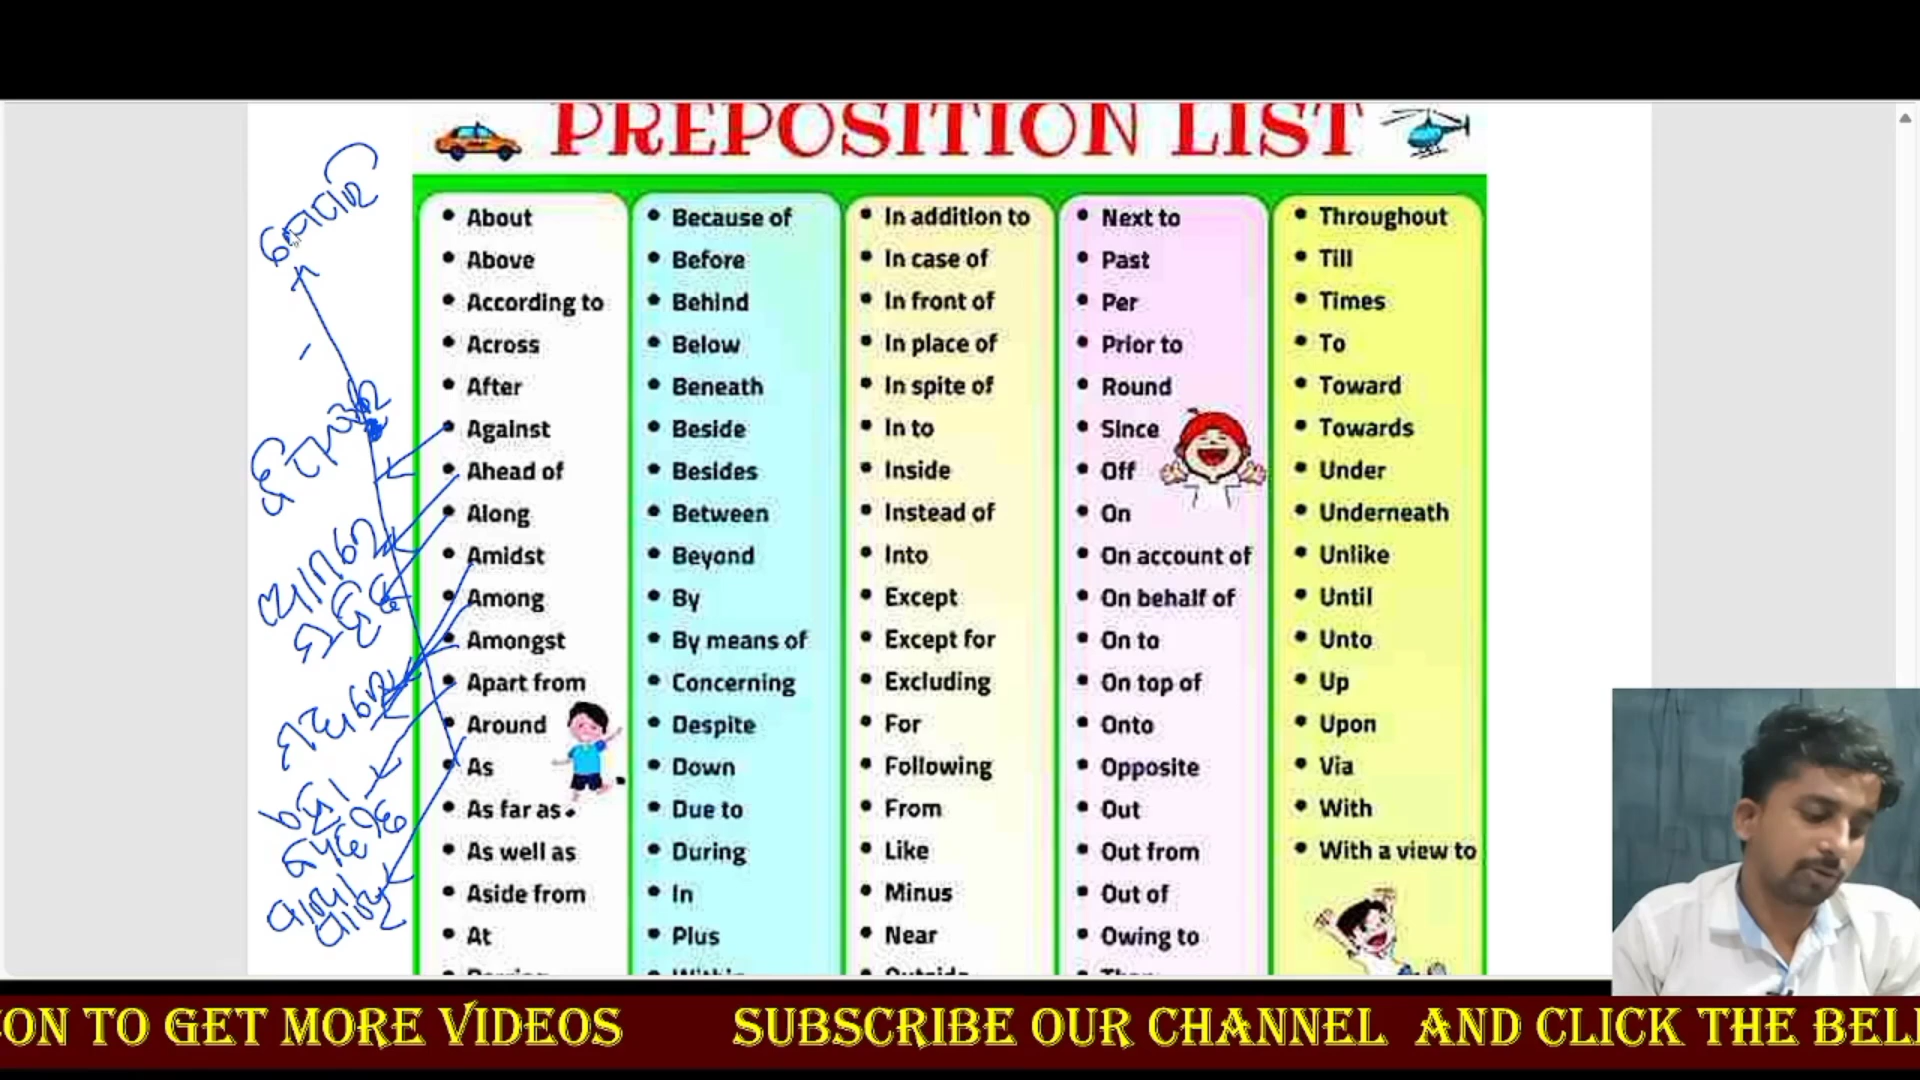 PREPOSITION LIST
About
Above
According to
Across
After
Against
Ahead of
Along
Amidst
Among
Amongst
Apart from
Around
As
As far as
As well as
Aside from
At
Because of
Before
Behind
Below
Beneath
Beside
Besides
Between
Beyond
By
By means of
Concerning
Despite
Down
Due to
During
In
Plus
In addition to
In case of
In front of
In place of
In spite of
In to
Inside
Instead of
Into
Except
Except for
Excluding
For
Following
From
Like
Minus
Near
Next to
Past
Per
Prior to
Round
Since
Off
On
On account of
On behalf of
On to
On top of
Onto
Opposite
Out
Out from
Out of
Owing to
Throughout
Till
Times
To
Toward
Towards
Under
Underneath
Unlike
Until
Unto
Up
Upon
Via
With
With a view to
ON TO GET MORE VIDEOS SUBSCRIBE OUR CHANNEL AND CLICK THE BEL